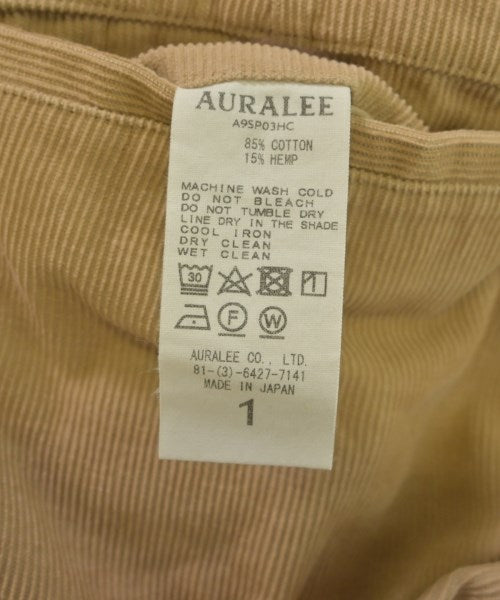 AURALEE
A9SP03HC
85% COTTON
15% HEMP
MACHINE WASH COLD
DO NOT BLEACH
DO NOT TUMBLE DRY
LINE DRY IN THE SHADE
COOL IRON
DRY CLEAN
WET CLEAN
30
F W
AURALEE CO., LTD.
81-(3)-6427-7141
MADE IN JAPAN
1